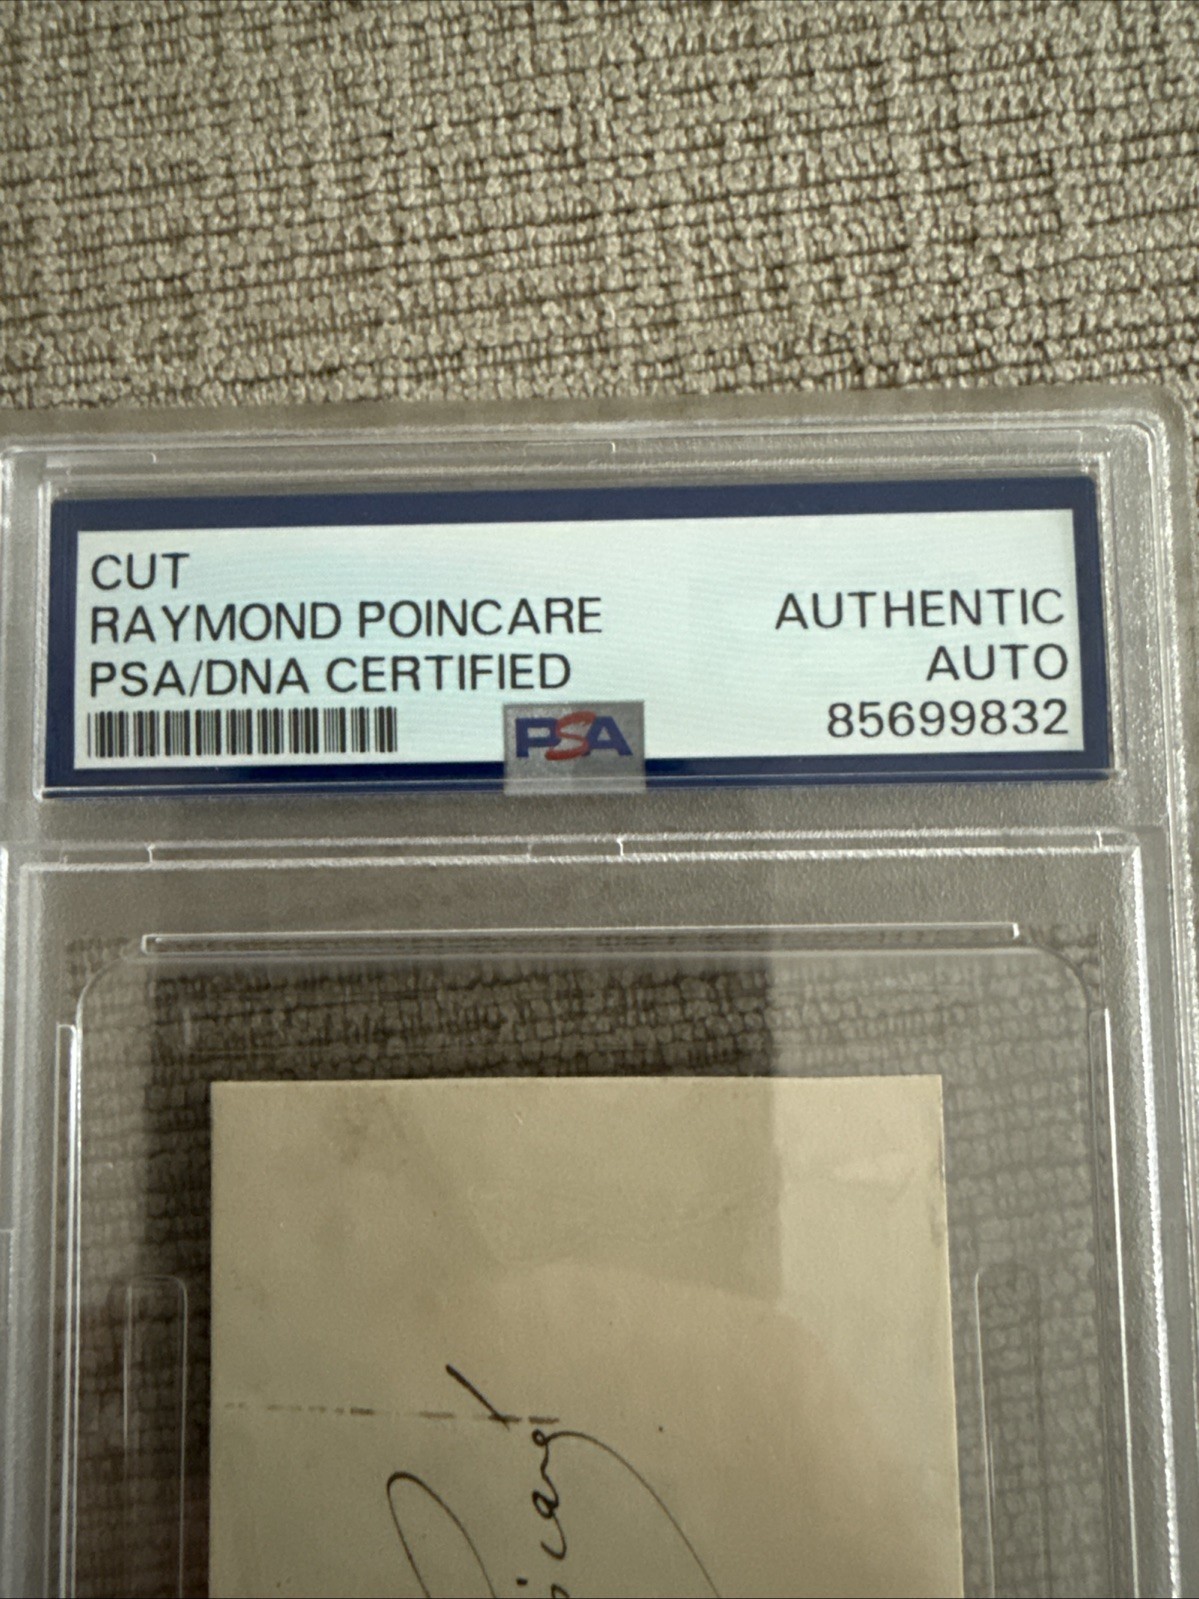 CUT
RAYMOND POINCARE
PSA/DNA CERTIFIED
AUTHENTIC
AUTO
85699832
PSA